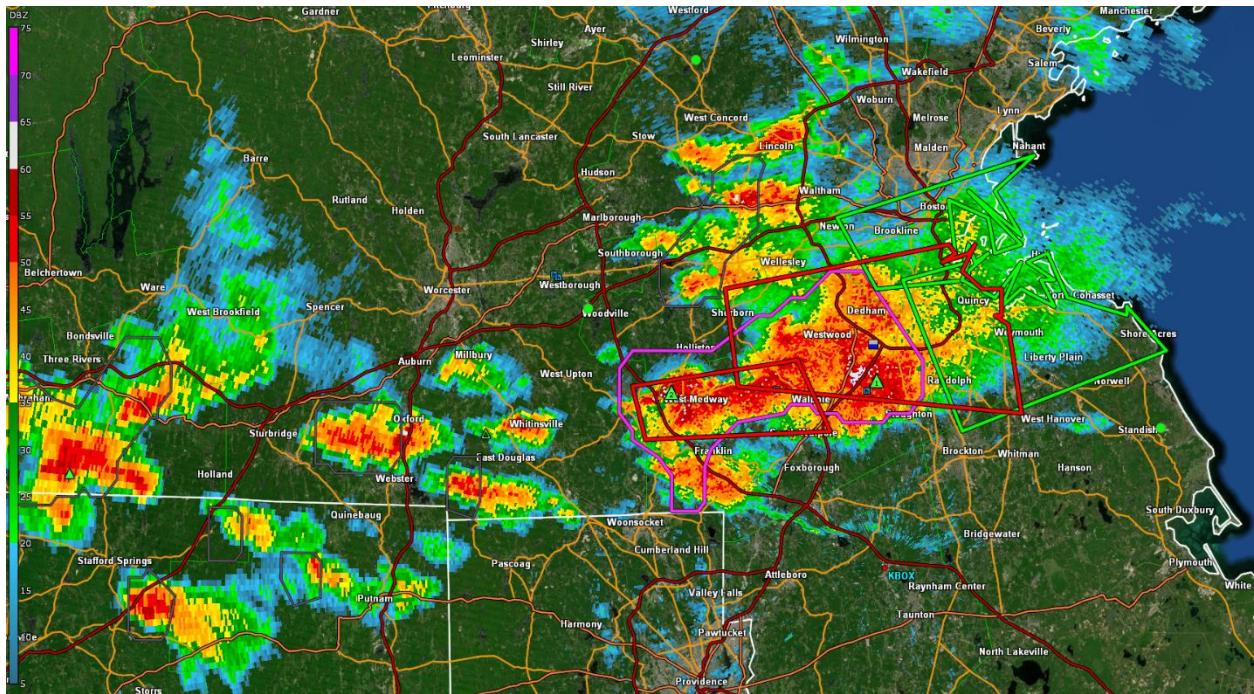 DBZ
75
70
65
60
55
50
45
40
35
30
25
20
15
10
5
Gardner
Fitchburg
Westford
Manchester
Ayer
Shirley
Wilmington
Beverly
Leominster
Salem
Wakefield
Still River
Woburn
Lynn
West Concord
Melrose
South Lancaster
Stow
Lincoln
Malden
Nahant
Barre
Hudson
Waltham
Rutland
Holden
Marlborough
Newton
Brookline
Southborough
Wellesley
Belchertown
Westborough
Ware
Worcester
Quincy
Cohasset
Spencer
West Brookfield
Woodville
Sherborn
Dedham
Weymouth
Shore Acres
Bondsville
Holliston
Westwood
Three Rivers
Auburn
Millbury
Liberty Plain
West Upton
Randolph
Norwell
West Medway
Walpole
Stoughton
West Hanover
Oxford
Whitinsville
Standish
Sturbridge
East Douglas
Franklin
Brockton
Whitman
Holland
Webster
Foxborough
Hanson
Quinebaug
Woonsocket
South Duxbury
Bridgewater
Stafford Springs
Pascoag
Cumberland Hill
Plymouth
Attleboro
KBOX
Raynham Center
White
Putnam
Valley Falls
Taunton
Harmony
Pawtucket
North Lakeville
Providence
Storrs